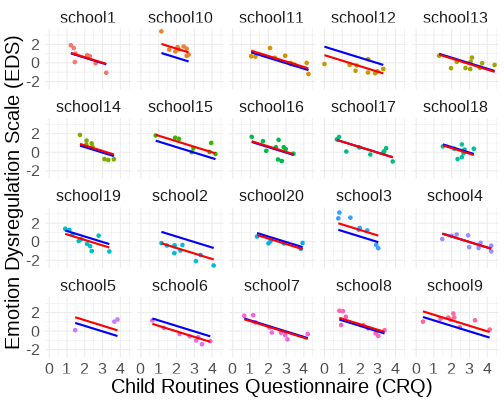 school1 school10 school11 school12 school13
2
0
-2
school14 school15 school16 school17 school18
2
0
-2
school19 school2 school20 school3 school4
2
0
-2
school5 school6 school7 school8 school9
2
0
-2
0 1 2 3 4 0 1 2 3 4 0 1 2 3 4 0 1 2 3 4 0 1 2 3 4
Child Routines Questionnaire (CRQ)
Emotion Dysregulation Scale (EDS)